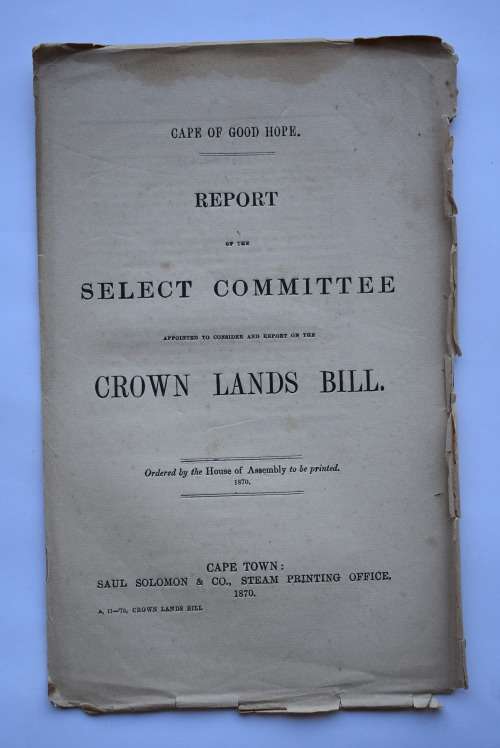 CAPE OF GOOD HOPE.
REPORT
OF THE
SELECT COMMITTEE
APPOINTED TO CONSIDER AND REPORT ON THE
CROWN LANDS BILL.
Ordered by the House of Assembly to be printed.
1870.
CAPE TOWN:
SAUL SOLOMON & CO., STEAM PRINTING OFFICE.
1870.
A. 11—'70. CROWN LANDS BILL